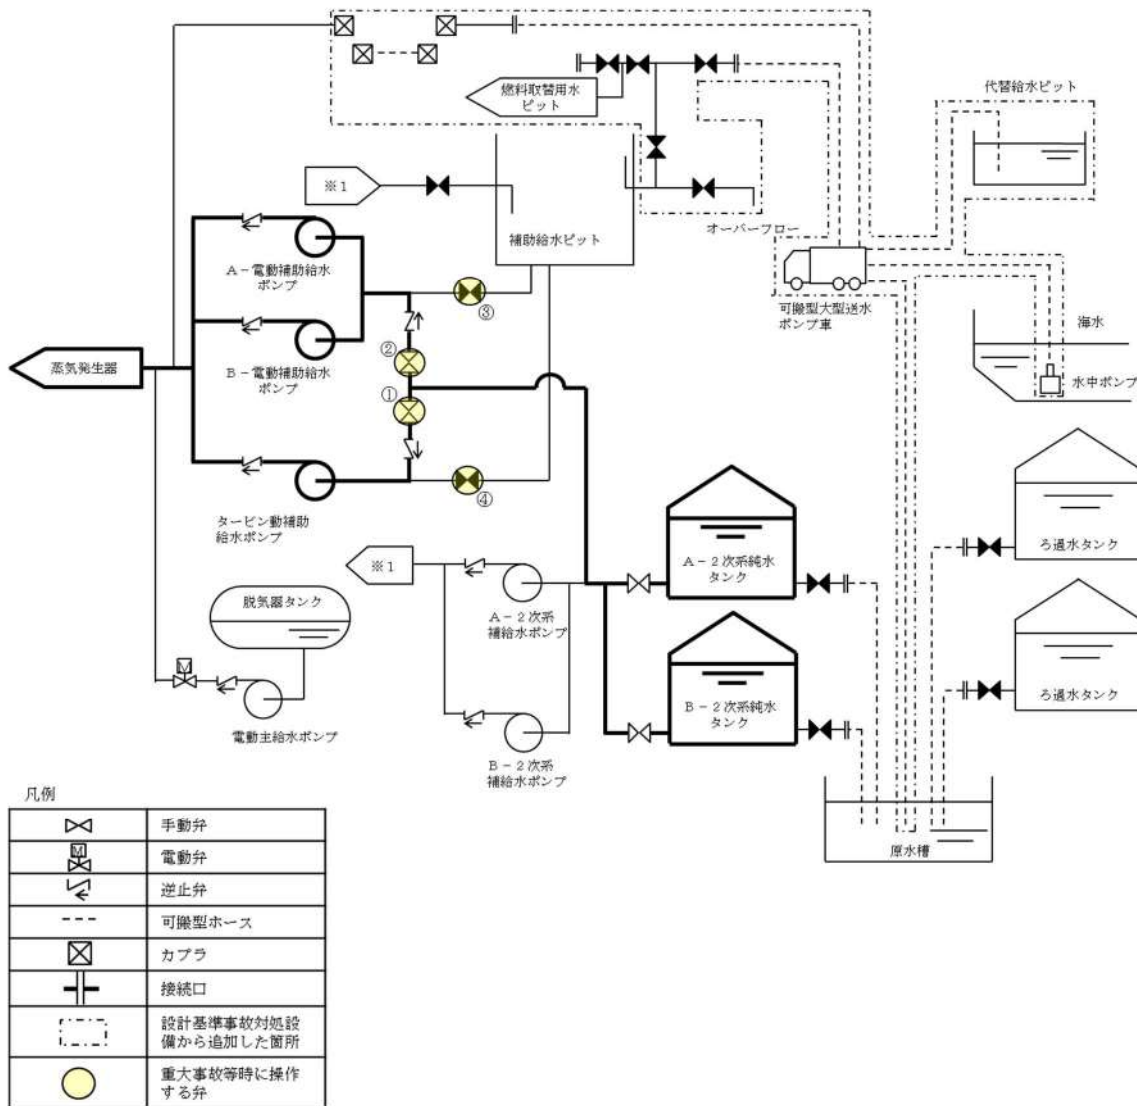 代替給水ピット
燃料取替用水
ピット
※1
補助給水ピット
オーバーフロー
A-電動補助給水
ポンプ
可搬型大型送水
ポンプ車
海水
水中ポンプ
③
②
①
④
蒸気発生器
B-電動補助給水
ポンプ
タービン動補助
給水ポンプ
※1
A-2次系
補給水ポンプ
A-2次系純水
タンク
ろ過水タンク
脱気器タンク
M
電動主給水ポンプ
B-2次系
補給水ポンプ
B-2次系純水
タンク
ろ過水タンク
原水槽
凡例
手動弁
M
電動弁
逆止弁
可搬型ホース
カプラ
接続口
設計基準事故対処設
備から追加した箇所
重大事故等時に操作
する弁